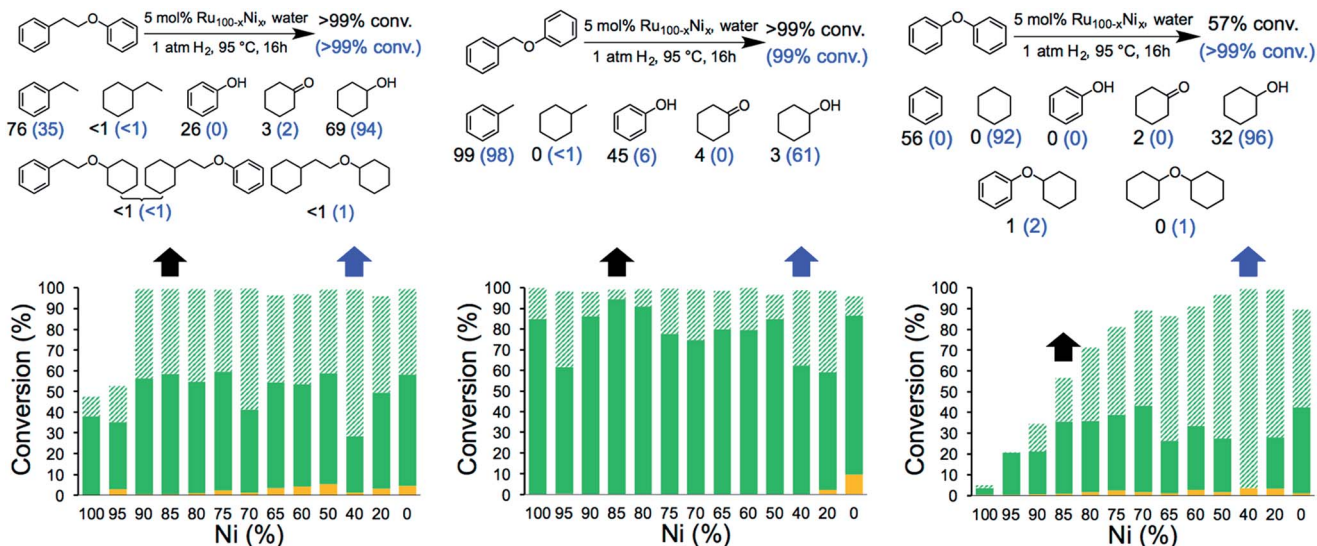 5 mol% Ru100-xNix, water
1 atm H2, 95 °C, 16h
>99% conv.
(>99% conv.)
O
OH
O
OH
76 (35)
<1 (<1)
26 (0)
3 (2)
69 (94)
O
O
O
<1 (<1)
<1 (1)
Conversion (%)
100
90
80
70
60
50
40
30
20
10
0
100 95 90 85 80 75 70 65 60 50 40 20 0
Ni (%)
5 mol% Ru100-xNix, water
1 atm H2, 95 °C, 16h
>99% conv.
(99% conv.)
O
OH
O
OH
99 (98)
0 (<1)
45 (6)
4 (0)
3 (61)
Conversion (%)
100
90
80
70
60
50
40
30
20
10
0
100 95 90 85 80 75 70 65 60 50 40 20 0
Ni (%)
O
5 mol% Ru100-xNix, water
1 atm H2, 95 °C, 16h
57% conv.
(>99% conv.)
OH
O
OH
56 (0)
0 (92)
0 (0)
2 (0)
32 (96)
O
O
1 (2)
0 (1)
Conversion (%)
100
90
80
70
60
50
40
30
20
10
0
100 95 90 85 80 75 70 65 60 50 40 20 0
Ni (%)